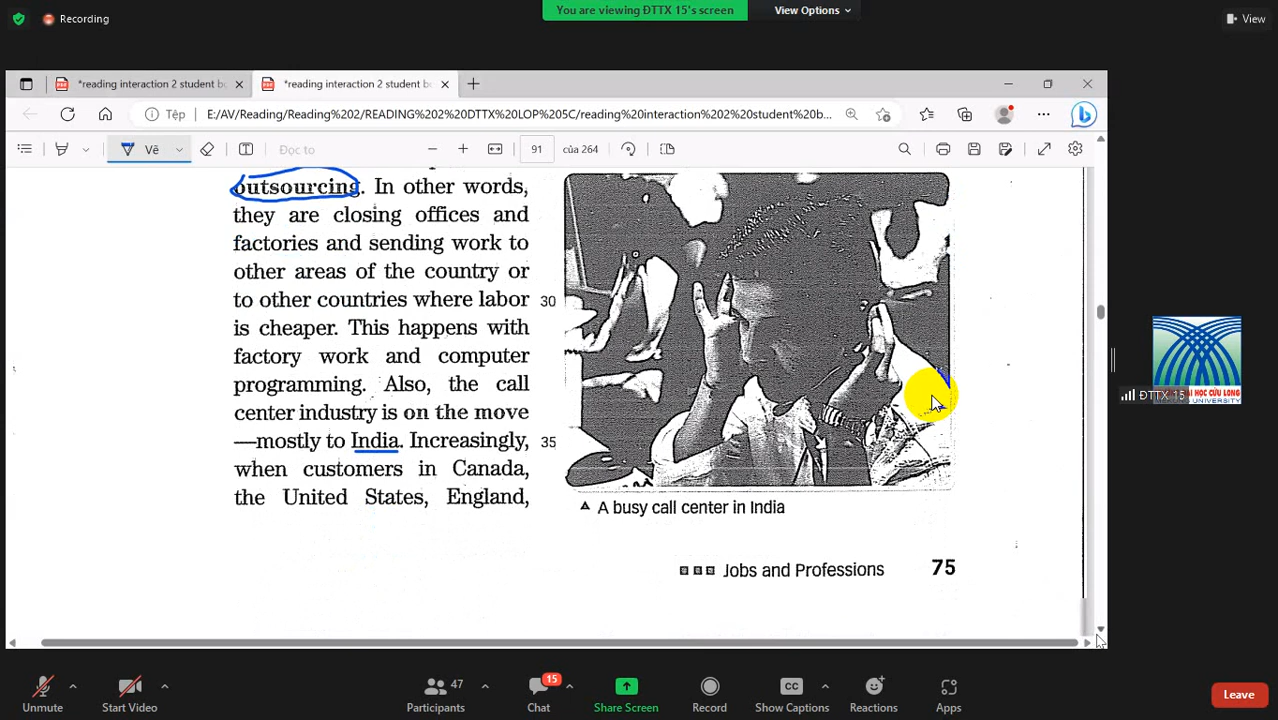 Recording
You are viewing ĐTTX 15's screen
View Options
View
*reading interaction 2 student b
*reading interaction 2 student b
Tệp
E:/AV/Reading/Reading%202/READING%202%20DTTX%20LOP%205C/reading%20interaction%202%20student%20b...
Vẽ
Đọc to
91
của 264
outsourcing. In other words,
they are closing offices and
factories and sending work to
other areas of the country or
to other countries where labor
30
is cheaper. This happens with
factory work and computer
programming. Also, the call
center industry is on the move
—mostly to India. Increasingly,
35
when customers in Canada,
the United States, England,
A busy call center in India
Jobs and Professions
75
ĐTTX 15
UNIVERSITY
Unmute
Start Video
47
Participants
15
Chat
Share Screen
Record
CC
Show Captions
Reactions
Apps
Leave